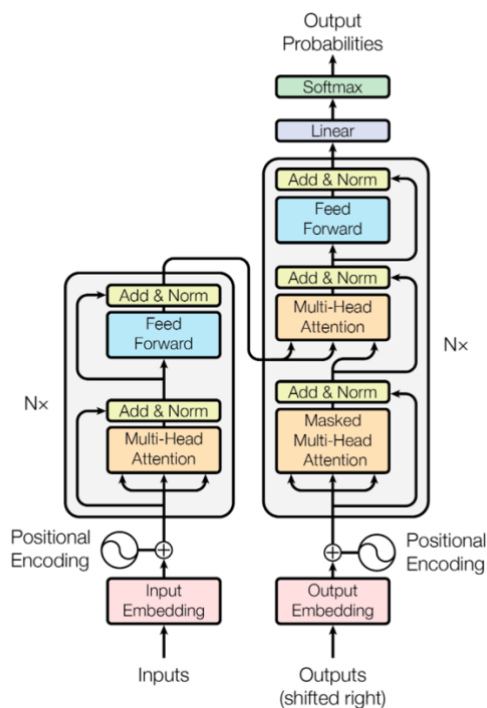 Output
Probabilities
Softmax
Linear
Add & Norm
Feed
Forward
Add & Norm
Multi-Head
Attention
Nx
Add & Norm
Masked
Multi-Head
Attention
Add & Norm
Feed
Forward
Nx
Add & Norm
Multi-Head
Attention
Positional
Encoding
Positional
Encoding
Input
Embedding
Output
Embedding
Inputs
Outputs
(shifted right)